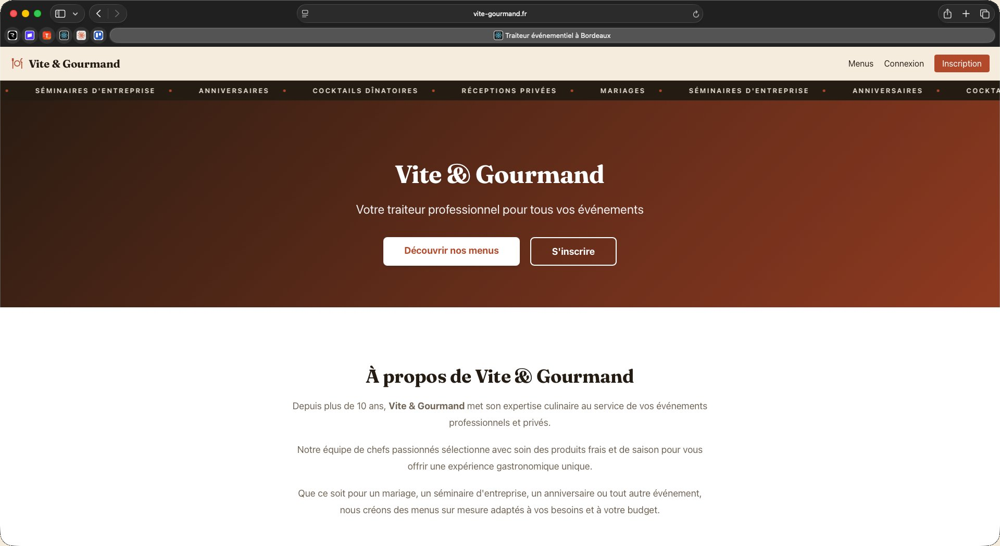 vite-gourmand.fr
T
Traiteur événementiel à Bordeaux
Vite & Gourmand
Menus
Connexion
Inscription
SÉMINAIRES D'ENTREPRISE • ANNIVERSAIRES • COCKTAILS DÎNATOIRES • RÉCEPTIONS PRIVÉES • MARIAGES • SÉMINAIRES D'ENTREPRISE • ANNIVERSAIRES • COCKTA
Vite & Gourmand
Votre traiteur professionnel pour tous vos événements
Découvrir nos menus
S'inscrire
À propos de Vite & Gourmand
Depuis plus de 10 ans, Vite & Gourmand met son expertise culinaire au service de vos événements
professionnels et privés.
Notre équipe de chefs passionnés sélectionne avec soin des produits frais et de saison pour vous
offrir une expérience gastronomique unique.
Que ce soit pour un mariage, un séminaire d'entreprise, un anniversaire ou tout autre événement,
nous créons des menus sur mesure adaptés à vos besoins et à votre budget.